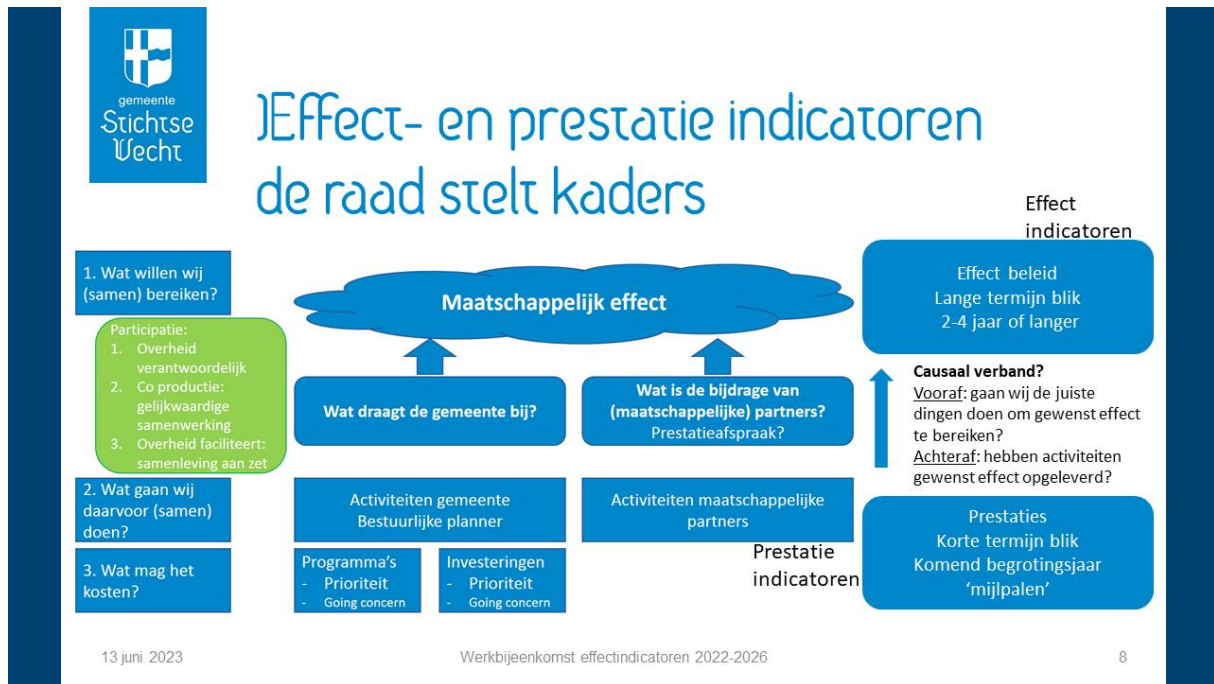 gemeente
Stichtse
Vecht
Effect- en prestatie indicatoren
de raad stelt kaders
Effect
indicatoren
1. Wat willen wij
(samen) bereiken?
Participatie:
1. Overheid
verantwoordelijk
2. Co productie:
gelijkwaardige
samenwerking
3. Overheid faciliteert:
samenleving aan zet
Maatschappelijk effect
Effect beleid
Lange termijn blik
2-4 jaar of langer
Wat draagt de gemeente bij?
Wat is de bijdrage van
(maatschappelijke) partners?
Prestatieafspraak?
Causaal verband?
Vooraf: gaan wij de juiste
dingen doen om gewenst effect
te bereiken?
Achteraf: hebben activiteiten
gewenst effect opgeleverd?
2. Wat gaan wij
daarvoor (samen)
doen?
Activiteiten gemeente
Bestuurlijke planner
Activiteiten maatschappelijke
partners
3. Wat mag het
kosten?
Programma's
- Prioriteit
- Going concern
Investeringen
- Prioriteit
- Going concern
Prestatie
indicatoren
Prestaties
Korte termijn blik
Komend begrotingsjaar
‘mijlpalen’
13 juni 2023
Werkbijeenkomst effectindicatoren 2022-2026
8